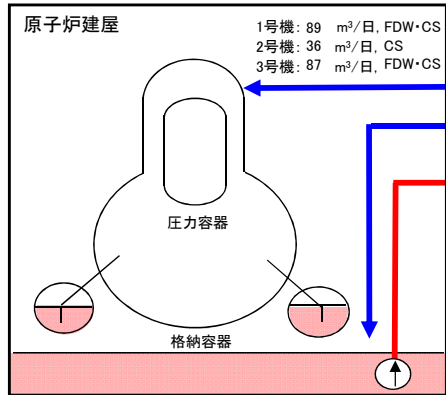 原子炉建屋
1号機: 89 m³/日, FDW・CS
2号機: 36 m³/日, CS
3号機: 87 m³/日, FDW・CS
圧力容器
格納容器